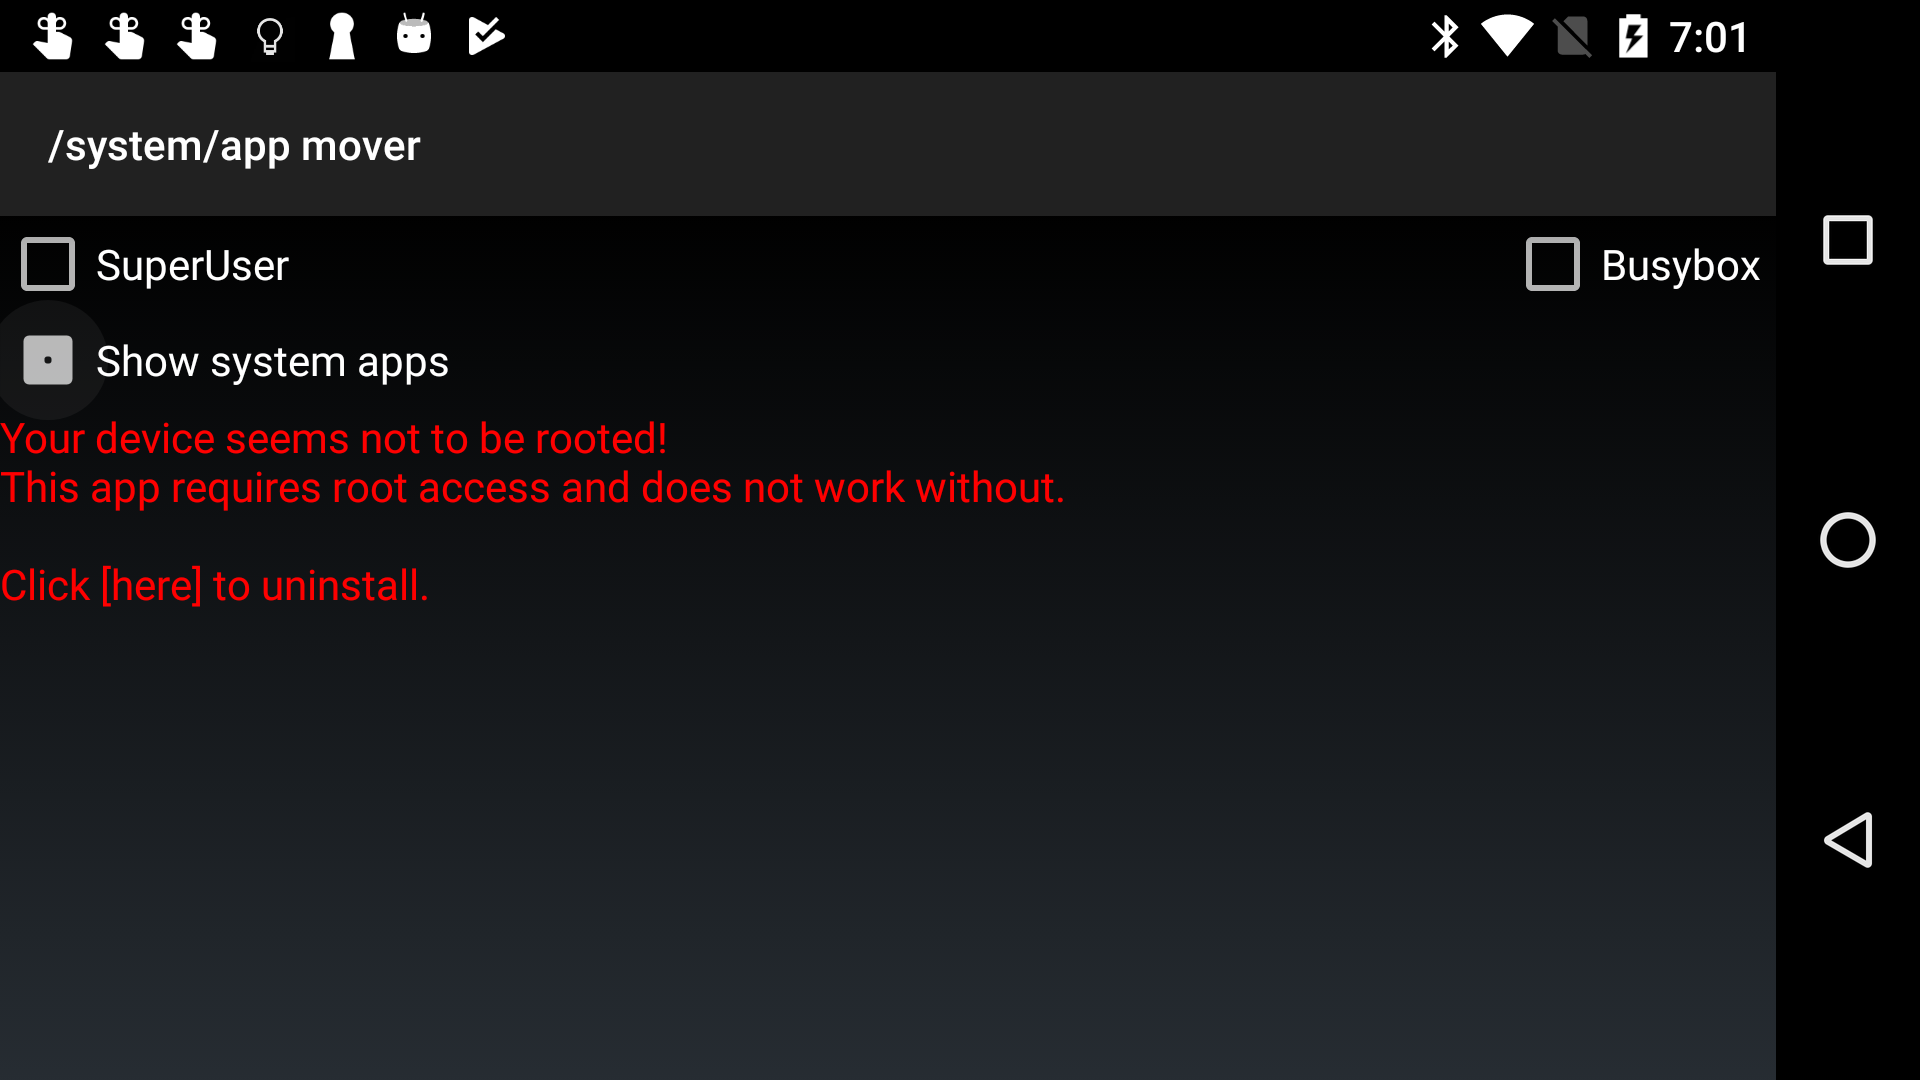 7:01
/system/app mover
SuperUser
Busybox
Show system apps
Your device seems not to be rooted!
This app requires root access and does not work without.
Click [here] to uninstall.